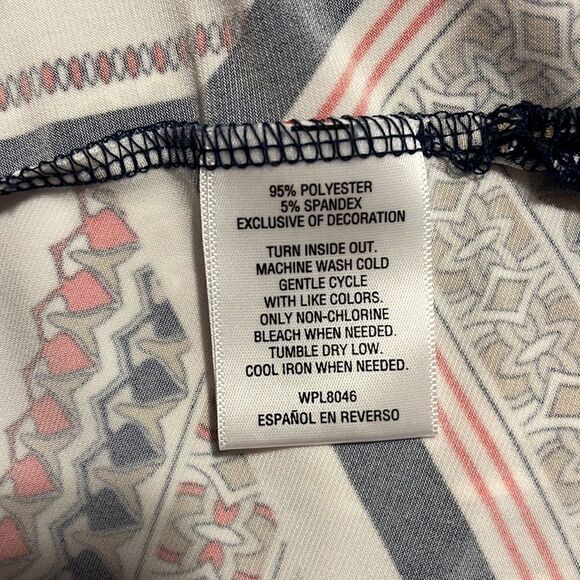 95% POLYESTER
5% SPANDEX
EXCLUSIVE OF DECORATION
TURN INSIDE OUT.
MACHINE WASH COLD
GENTLE CYCLE
WITH LIKE COLORS.
ONLY NON-CHLORINE
BLEACH WHEN NEEDED.
TUMBLE DRY LOW.
COOL IRON WHEN NEEDED.
WPL8046
ESPAÑOL EN REVERSO